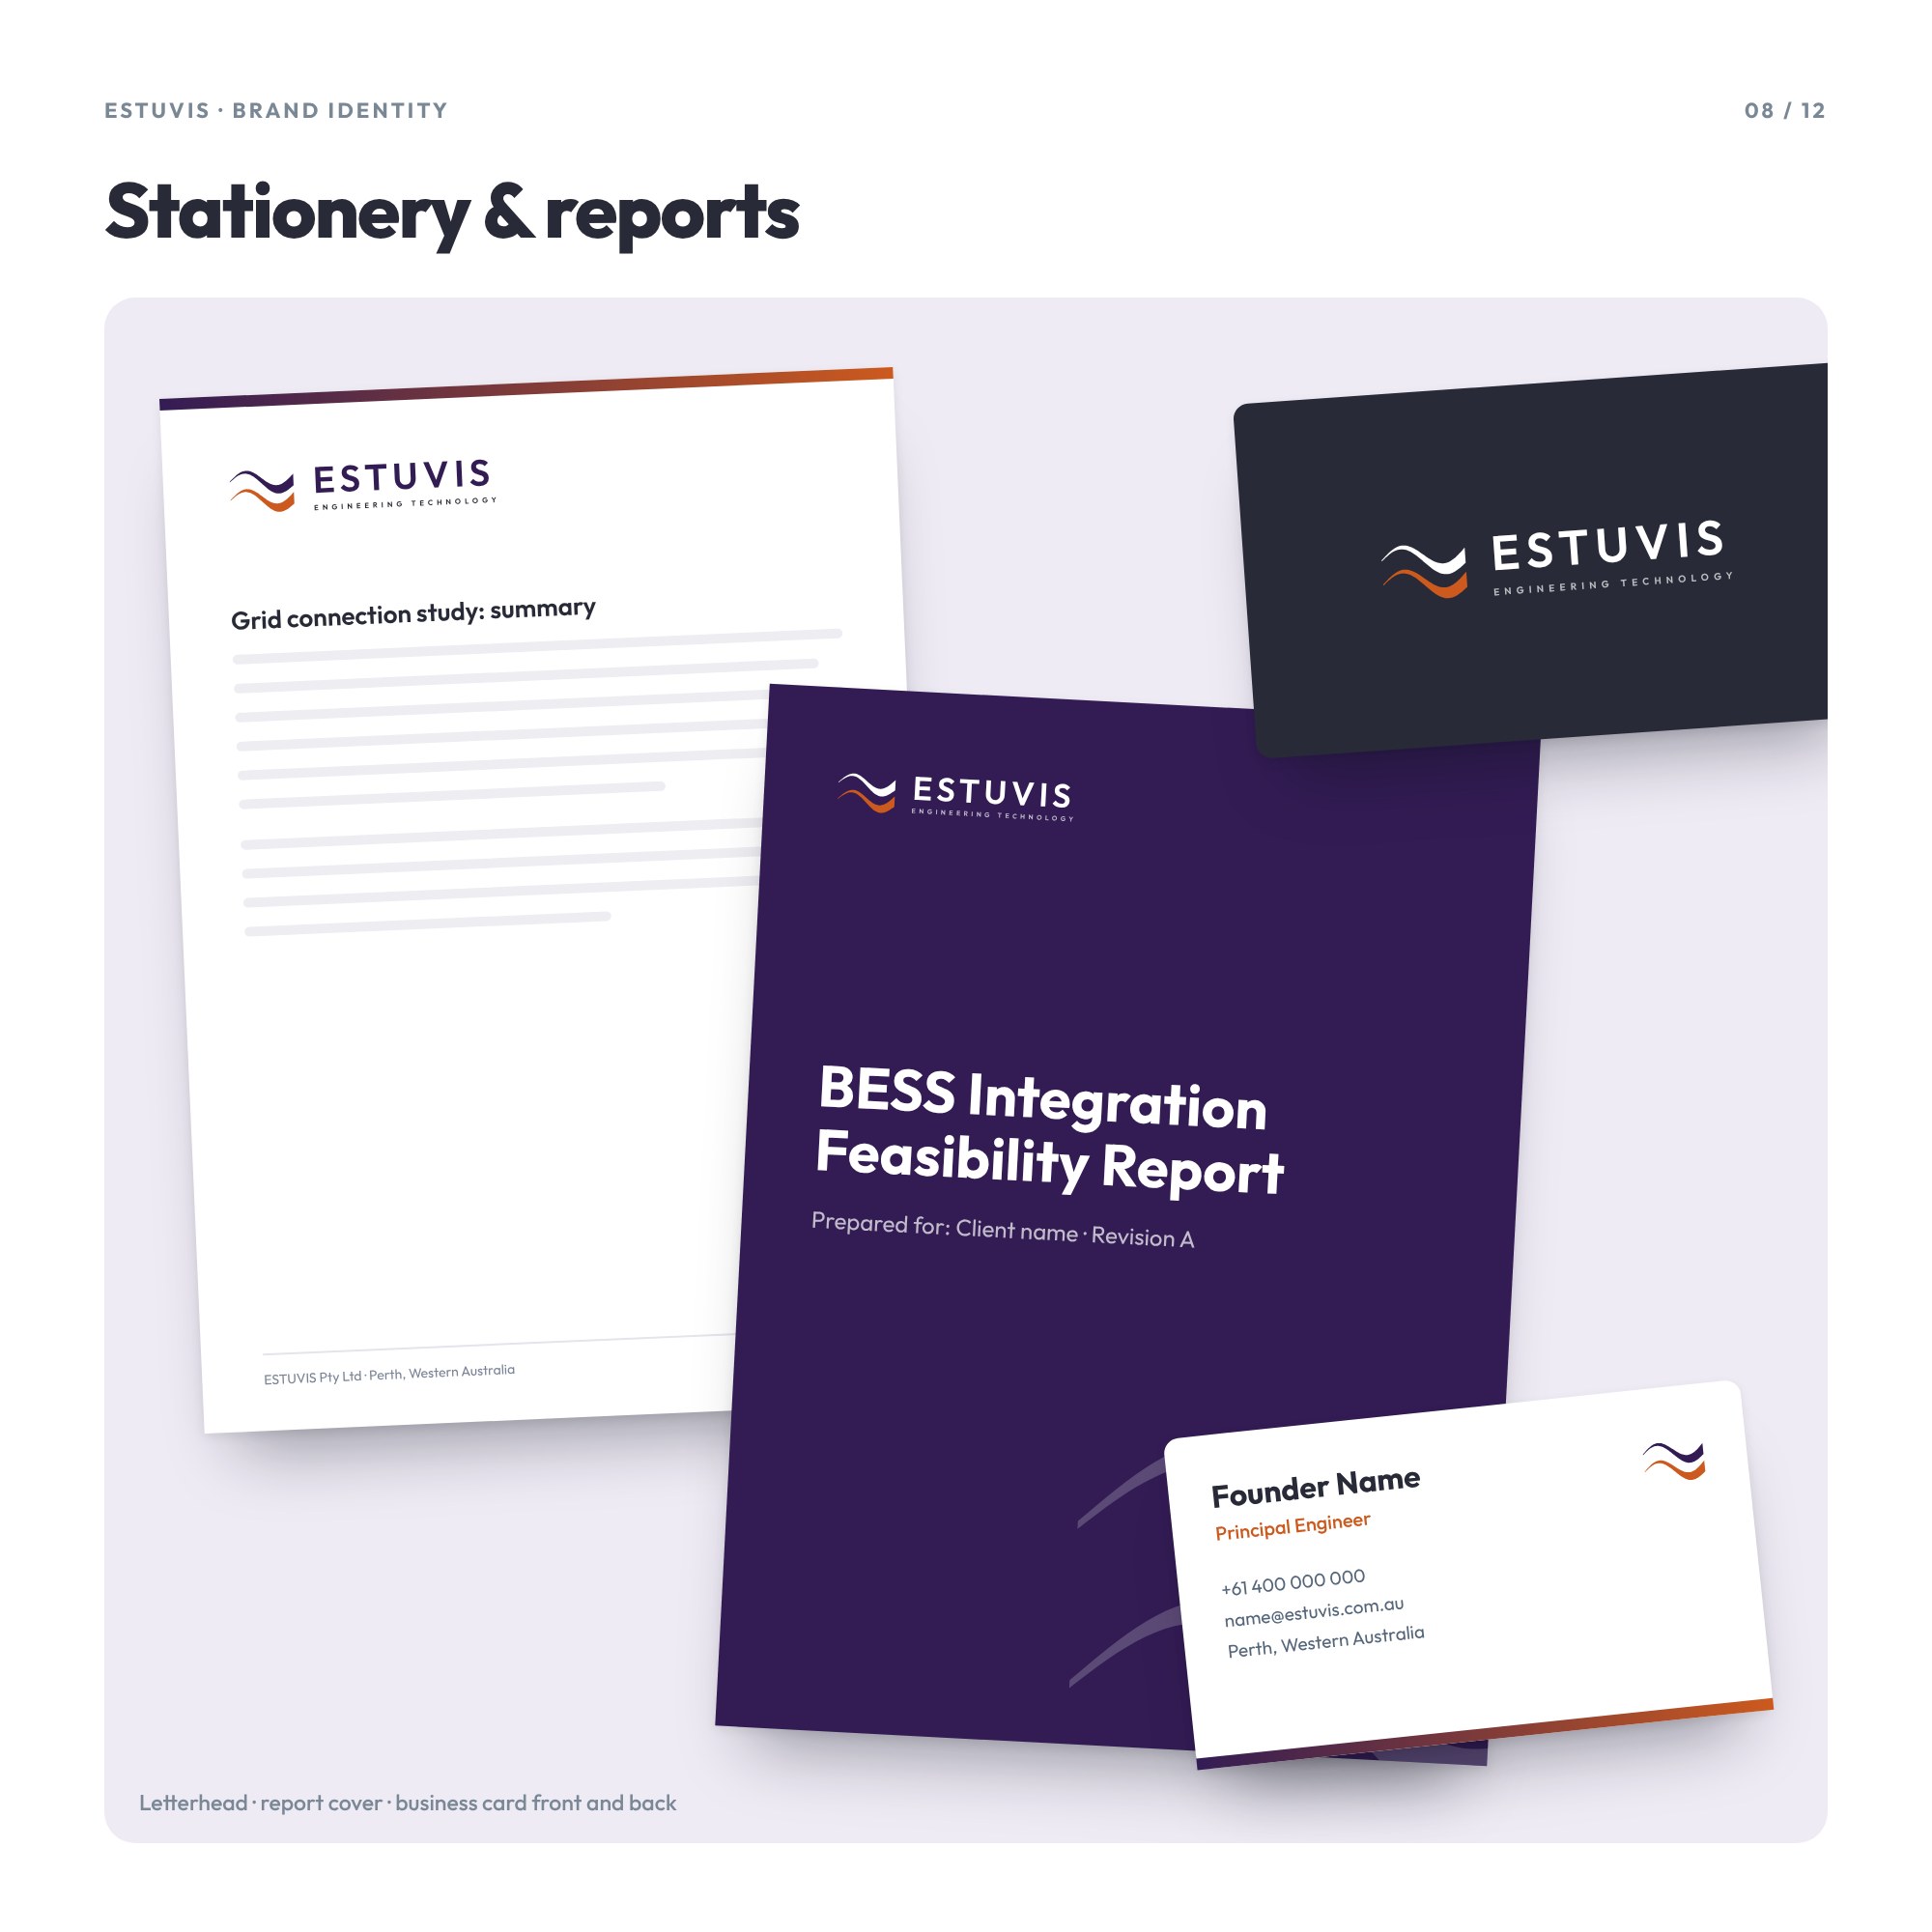 ESTUVIS · BRAND IDENTITY
08 / 12
Stationery & reports
ESTUVIS
ENGINEERING TECHNOLOGY
Grid connection study: summary
ESTUVIS Pty Ltd · Perth, Western Australia
ESTUVIS
ENGINEERING TECHNOLOGY
ESTUVIS
ENGINEERING TECHNOLOGY
BESS Integration
Feasibility Report
Prepared for: Client name · Revision A
Founder Name
Principal Engineer
+61 400 000 000
name@estuvis.com.au
Perth, Western Australia
Letterhead · report cover · business card front and back